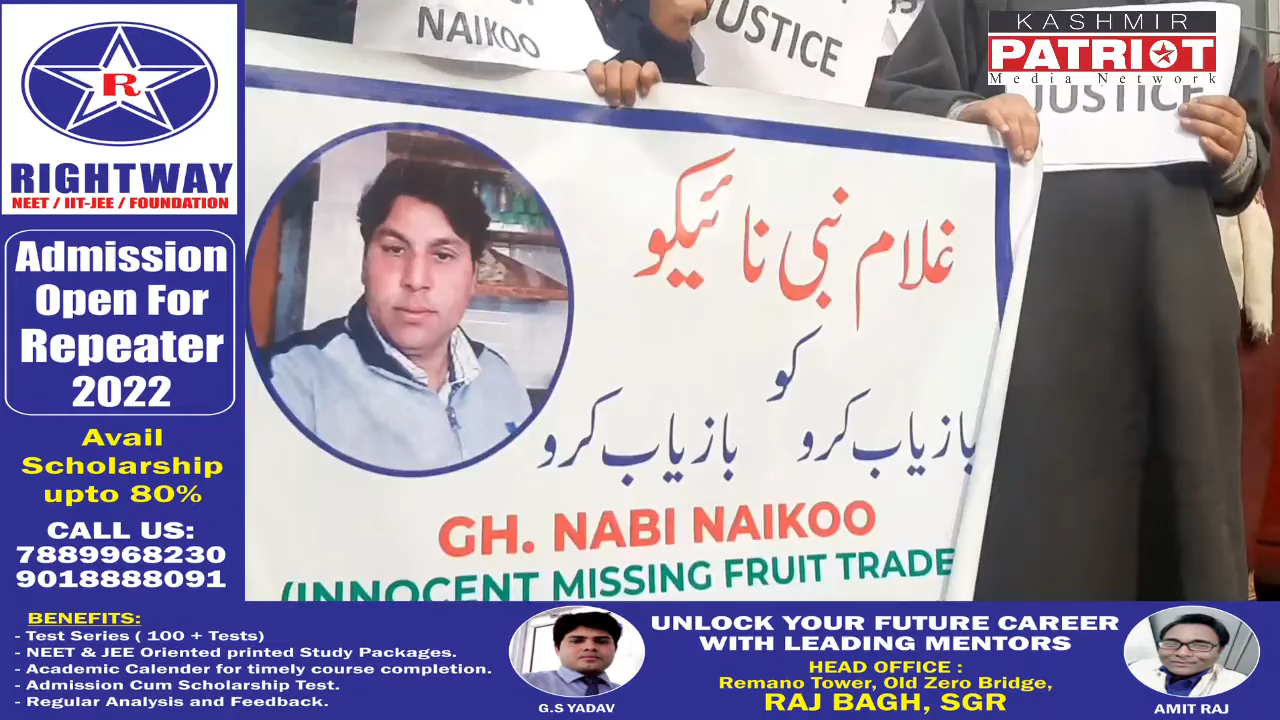 R
RIGHTWAY
NEET / IIT-JEE / FOUNDATION
Admission
Open For
Repeater
2022
Avail
Scholarship
upto 80%
CALL US:
7889968230
9018888091
NAIKOO
JUSTICE
KASHMIR
PATRIOT
Media Network
JUSTICE
غلام نبی نائیکو
کو
بازیاب کرو بازیاب کرو
GH. NABI NAIKOO
(INNOCENT MISSING FRUIT TRADE
BENEFITS:
- Test Series ( 100 + Tests)
- NEET & JEE Oriented printed Study Packages.
- Academic Calender for timely course completion.
- Admission Cum Scholarship Test.
- Regular Analysis and Feedback.
G.S YADAV
UNLOCK YOUR FUTURE CAREER
WITH LEADING MENTORS
HEAD OFFICE :
Remano Tower, Old Zero Bridge,
RAJ BAGH, SGR
AMIT RAJ